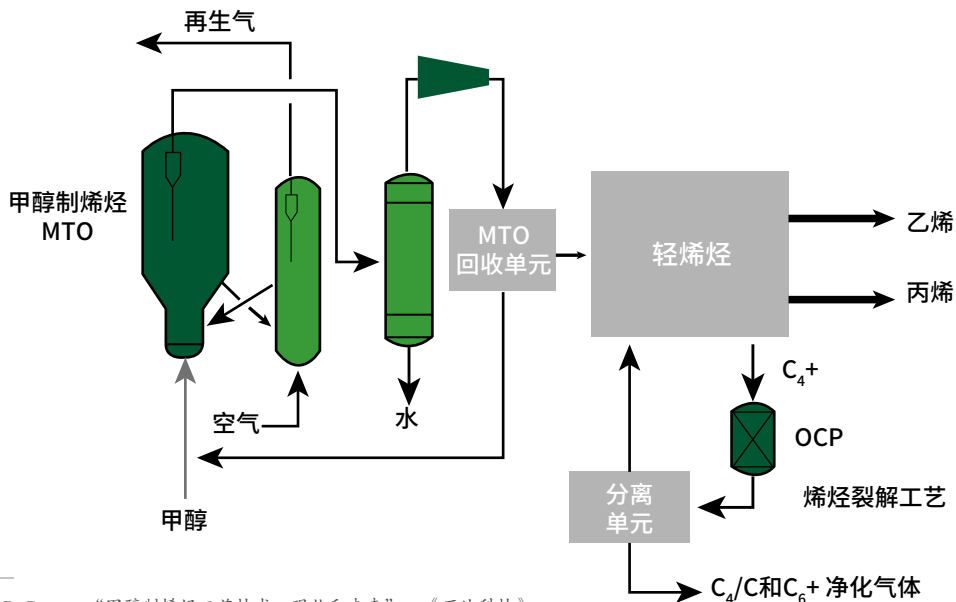 再生气
甲醇制烯烃
MTO
MTO
回收单元
轻烯烃
乙烯
丙烯
C₄+
OCP
烯烃裂解工艺
空气
水
甲醇
分离
单元
C₄/C和C₆+ 净化气体